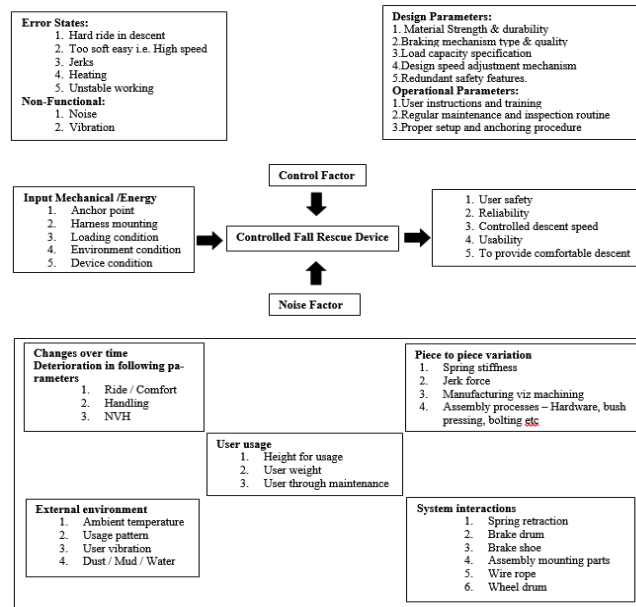 Error States:
1. Hard ride in descent
2. Too soft easy i.e. High speed
3. Jerks
4. Heating
5. Unstable working
Non-Functional:
1. Noise
2. Vibration
Design Parameters:
1. Material Strength & durability
2.Braking mechanism type & quality
3.Load capacity specification
4.Design speed adjustment mechanism
5.Redundant safety features.
Operational Parameters:
1.User instructions and training
2.Regular maintenance and inspection routine
3.Proper setup and anchoring procedure
Control Factor
Input Mechanical /Energy
1. Anchor point
2. Harness mounting
3. Loading condition
4. Environment condition
5. Device condition
Controlled Fall Rescue Device
1. User safety
2. Reliability
3. Controlled descent speed
4. Usability
5. To provide comfortable descent
Noise Factor
Changes over time
Deterioration in following pa-
rameters
1. Ride / Comfort
2. Handling
3. NVH
Piece to piece variation
1. Spring stiffness
2. Jerk force
3. Manufacturing viz machining
4. Assembly processes – Hardware, bush
pressing, bolting etc
User usage
1. Height for usage
2. User weight
3. User through maintenance
External environment
1. Ambient temperature
2. Usage pattern
3. User vibration
4. Dust / Mud / Water
System interactions
1. Spring retraction
2. Brake drum
3. Brake shoe
4. Assembly mounting parts
5. Wire rope
6. Wheel drum